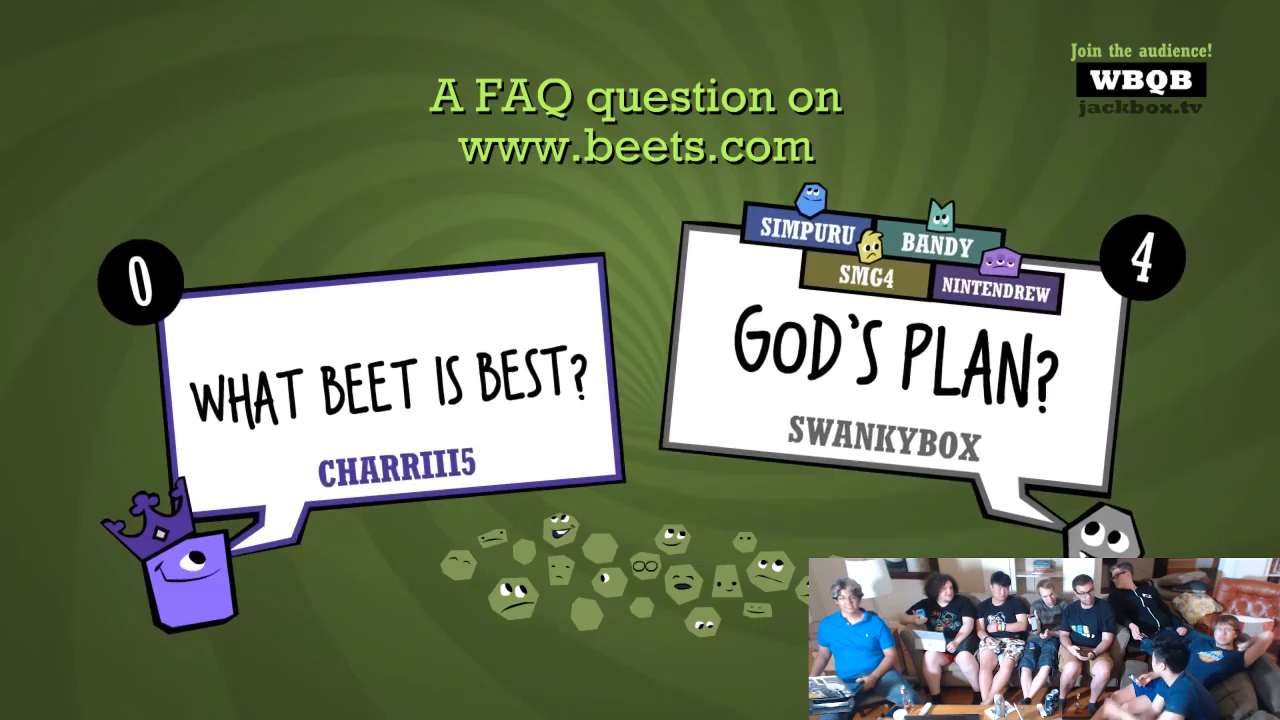 Join the audience!
WBQB
jackbox.tv
A FAQ question on
www.beets.com
0
WHAT BEET IS BEST?
CHARRIII5
SIMPURU
BANDY
SMG4
NINTENDREW
4
GOD'S PLAN?
SWANKYBOX